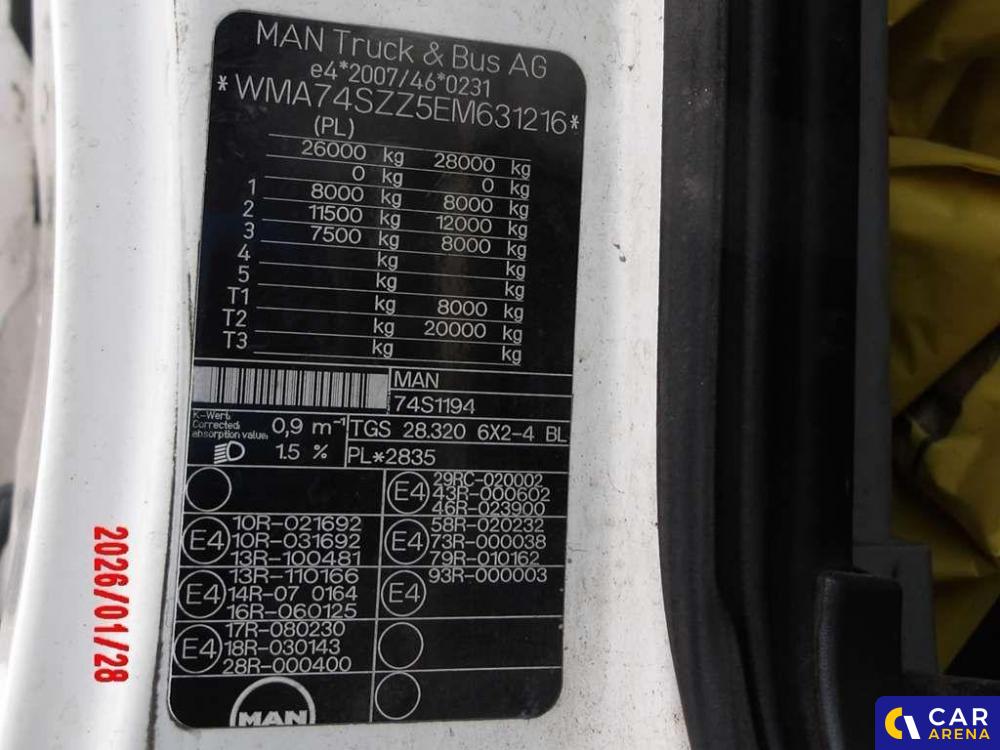 MAN Truck & Bus AG
e4*2007/46*0231
*WMA74SZZ5EM631216*
(PL)
26000 kg 28000 kg
0 kg 0 kg
1 8000 kg 8000 kg
2 11500 kg 12000 kg
3 7500 kg 8000 kg
4 kg kg
5 kg kg
T1 kg 8000 kg
T2 kg 20000 kg
T3 kg kg
MAN
74S1194
K-Wert:
Corrected
absorption value:
0,9 m-1
1.5 %
TGS 28.320 6X2-4 BL
PL*2835
E4 29RC-020002
43R-000602
46R-023900
E4 10R-021692
10R-031692
13R-100481
E4 58R-020232
73R-000038
79R-010162
E4 13R-110166
14R-07 0164
16R-060125
E4 93R-000003
E4 17R-080230
18R-030143
28R-000400
MAN
2026/01/28
CAR
ARENA